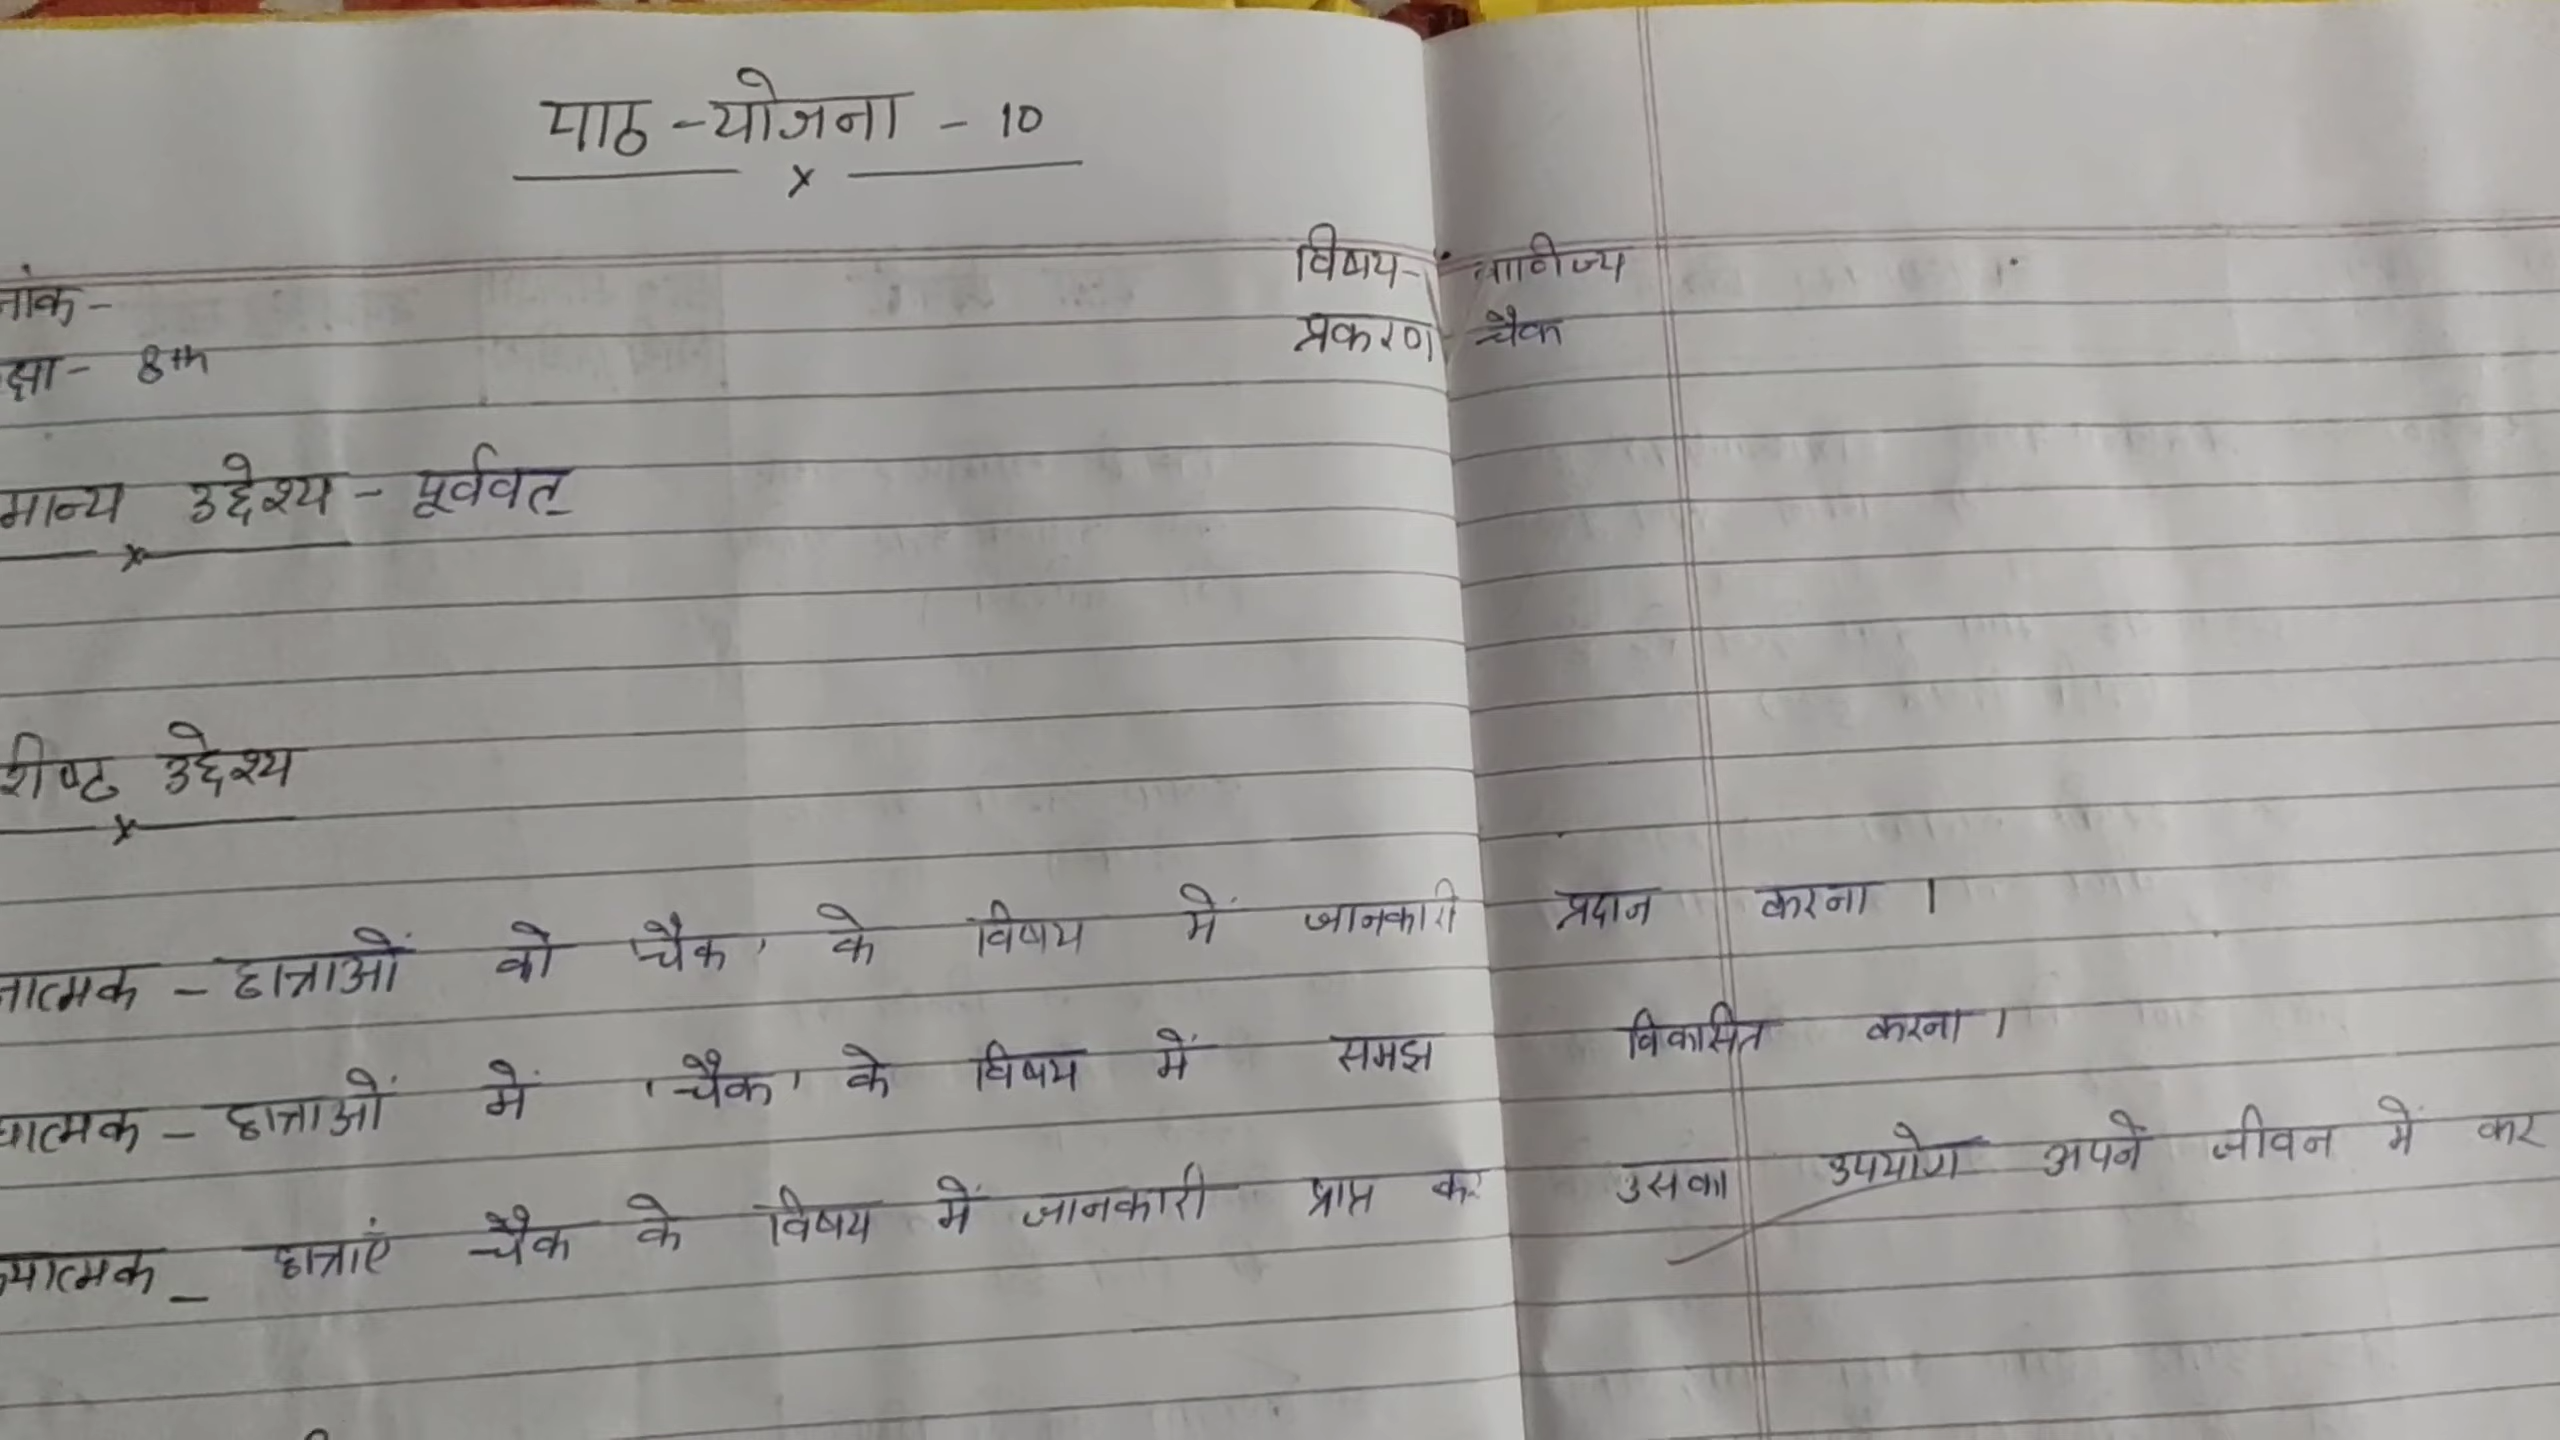 पाठ - योजना - 10
नांक -
विषय - वाणिज्य
क्षा - 8th
प्रकरण चैक
मान्य उद्देश्य - पूर्ववत्
शीष्ट उद्देश्य
नात्मक - छात्राओं को 'चैक' के विषय में जानकारी प्रदान करना ।
धात्मक - छात्राओं में 'चैक' के विषय में समझ विकसित करना ।
यात्मक - छात्राएं चैक के विषय में जानकारी प्राप्त कर उसका उपयोग अपने जीवन में कर